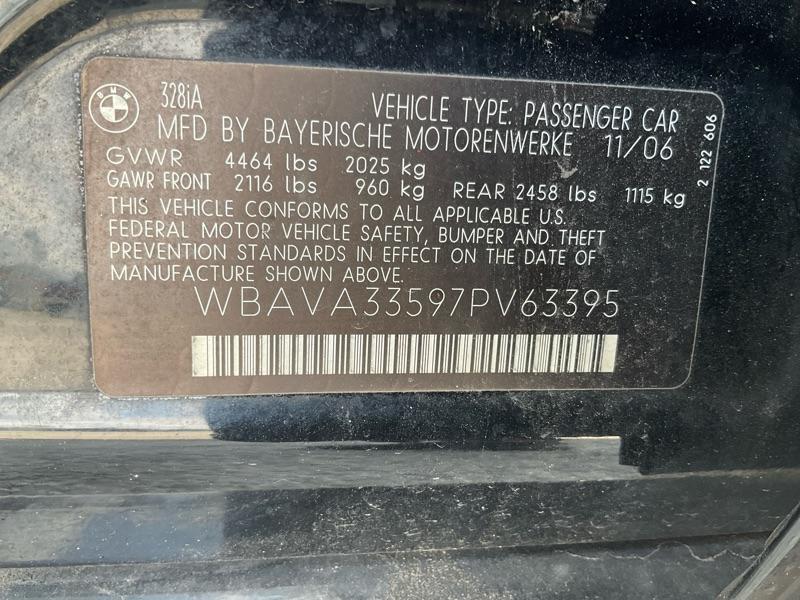 BMW
328iA
VEHICLE TYPE: PASSENGER CAR
MFD BY BAYERISCHE MOTORENWERKE 11/06
GVWR 4464 lbs 2025 kg
GAWR FRONT 2116 lbs 960 kg REAR 2458 lbs 1115 kg
THIS VEHICLE CONFORMS TO ALL APPLICABLE U.S.
FEDERAL MOTOR VEHICLE SAFETY, BUMPER AND THEFT
PREVENTION STANDARDS IN EFFECT ON THE DATE OF
MANUFACTURE SHOWN ABOVE.
WBAVA33597PV63395
2 122 606